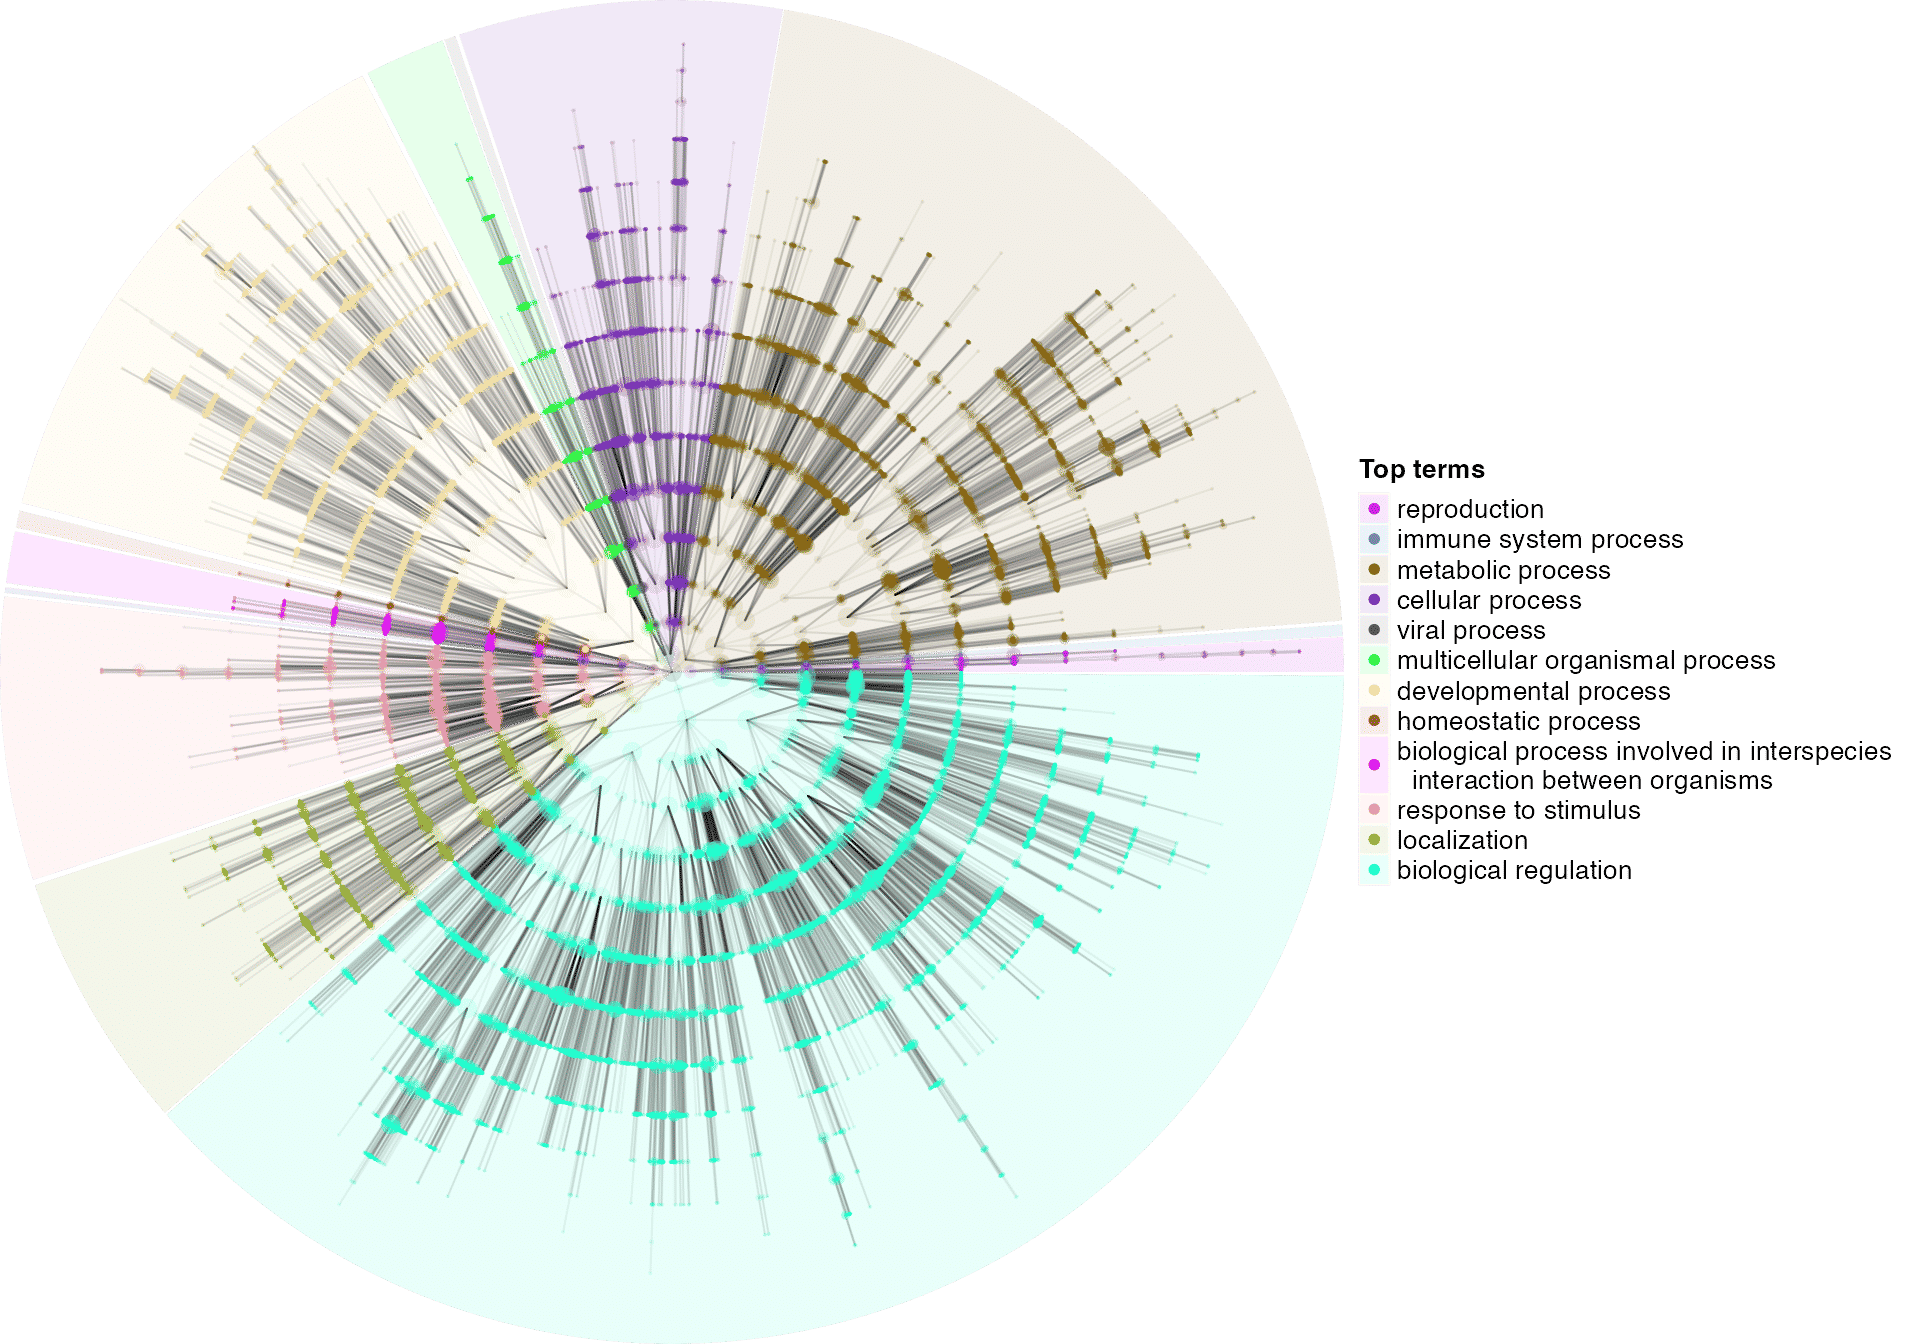 Top terms
reproduction
immune system process
metabolic process
cellular process
viral process
multicellular organismal process
developmental process
homeostatic process
biological process involved in interspecies
interaction between organisms
response to stimulus
localization
biological regulation